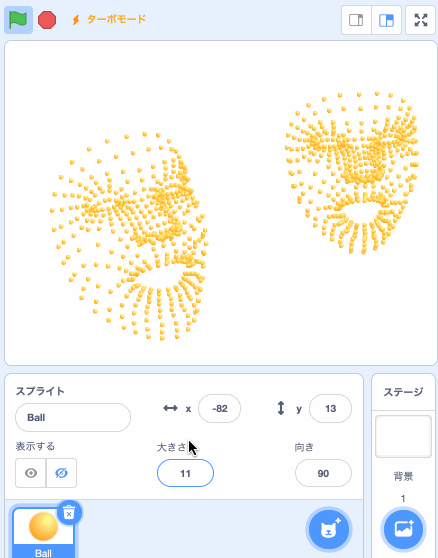 ターボモード
スプライト
ステージ
Ball
x
-82
y
13
表示する
大きさ
向き
11
90
背景
1
Ball